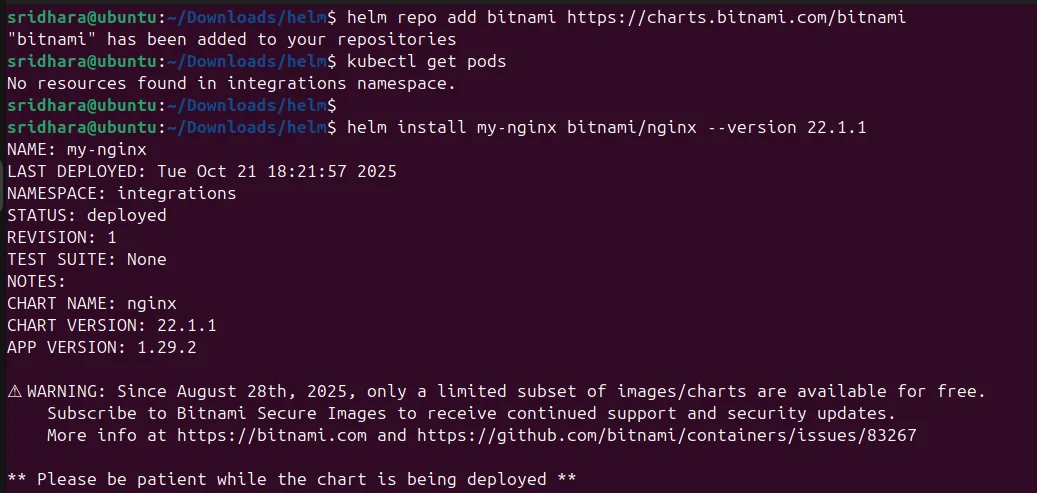 sridhara@ubuntu:~/Downloads/helm$ helm repo add bitnami https://charts.bitnami.com/bitnami
"bitnami" has been added to your repositories
sridhara@ubuntu:~/Downloads/helm$ kubectl get pods
No resources found in integrations namespace.
sridhara@ubuntu:~/Downloads/helm$
sridhara@ubuntu:~/Downloads/helm$ helm install my-nginx bitnami/nginx --version 22.1.1
NAME: my-nginx
LAST DEPLOYED: Tue Oct 21 18:21:57 2025
NAMESPACE: integrations
STATUS: deployed
REVISION: 1
TEST SUITE: None
NOTES:
CHART NAME: nginx
CHART VERSION: 22.1.1
APP VERSION: 1.29.2
⚠ WARNING: Since August 28th, 2025, only a limited subset of images/charts are available for free.
Subscribe to Bitnami Secure Images to receive continued support and security updates.
More info at https://bitnami.com and https://github.com/bitnami/containers/issues/83267
** Please be patient while the chart is being deployed **